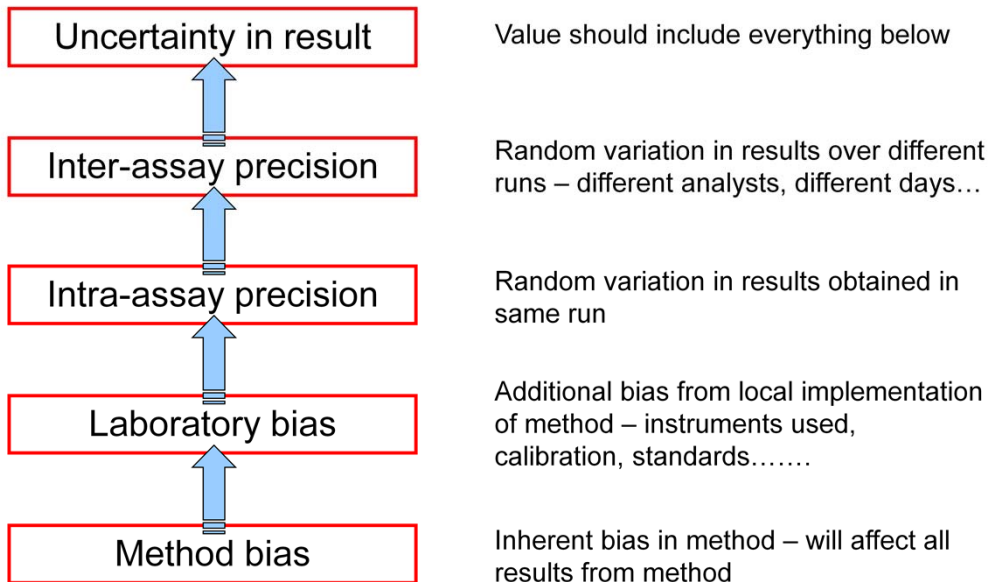 Uncertainty in result
Value should include everything below
Inter-assay precision
Random variation in results over different
runs – different analysts, different days…
Intra-assay precision
Random variation in results obtained in
same run
Laboratory bias
Additional bias from local implementation
of method – instruments used,
calibration, standards…….
Method bias
Inherent bias in method – will affect all
results from method